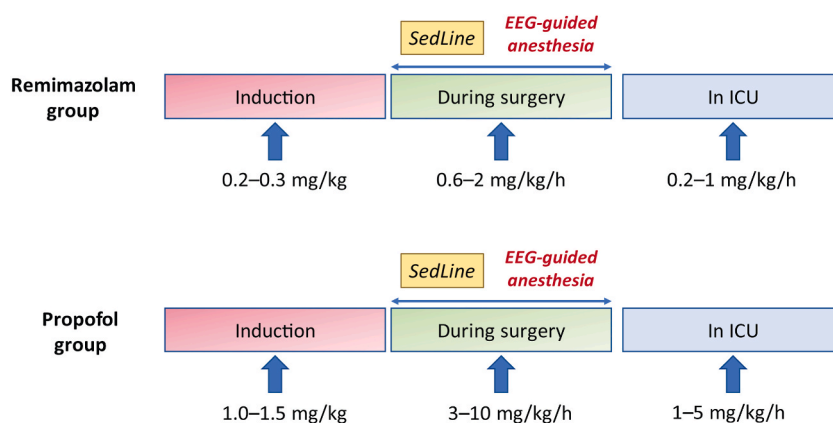 SedLine
EEG-guided
anesthesia
Remimazolam
group
Induction
During surgery
In ICU
0.2–0.3 mg/kg
0.6–2 mg/kg/h
0.2–1 mg/kg/h
SedLine
EEG-guided
anesthesia
Propofol
group
Induction
During surgery
In ICU
1.0–1.5 mg/kg
3–10 mg/kg/h
1–5 mg/kg/h